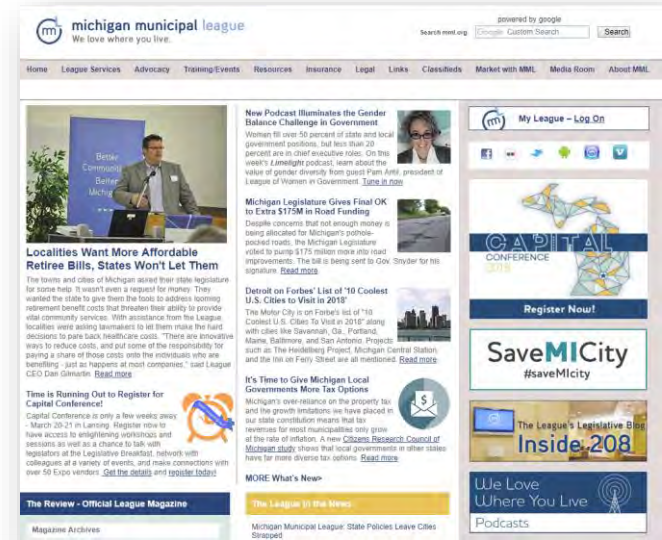 michigan municipal league
We love where you live.
powered by google
Search mml.org
Google Custom Search
Search
Home League Services Advocacy Training/Events Resources Insurance Legal Links Classifieds Market with MML Media Room About MML
Better
Communities
Better
Michigan
Localities Want More Affordable
Retiree Bills, States Won't Let Them
The towns and cities of Michigan asked their state legislature
for some help. It wasn't even a request for money. They
wanted the state to give them the tools to address looming
retirement benefit costs that threaten their ability to provide
vital community services. With assistance from the League
localities were asking lawmakers to let them make the hard
decisions to pare back healthcare costs. "There are innovative
ways to reduce costs, and put some of the responsibility for
paying a share of those costs onto the individuals who are
benefiting - just as happens at most companies," said League
CEO Dan Gilmartin. Read more
Time is Running Out to Register for
Capital Conference!
Capital Conference is only a few weeks away
- March 20-21 in Lansing. Register now to
have access to enlightening workshops and
sessions as well as a chance to talk with
legislators at the Legislative Breakfast, network with
colleagues at a variety of events, and make connections with
over 50 Expo vendors. Get the details and register today!
The Review - Official League Magazine
Magazine Archives
New Podcast Illuminates the Gender
Balance Challenge in Government
Women fill over 50 percent of state and local
government positions, but less than 20
percent are in chief executive roles. On this
week's Limelight podcast, learn about the
value of gender diversity from guest Pam Antil, president of
League of Women in Government. Tune in now.
Michigan Legislature Gives Final OK
to Extra $175M in Road Funding
Despite concerns that not enough money is
being allocated for Michigan's pothole-
pocked roads, the Michigan Legislature
voted to pump $175 million more into road
improvements. The bill is being sent to Gov. Snyder for his
signature. Read more
Detroit on Forbes' List of '10 Coolest
U.S. Cities to Visit in 2018'
The Motor City is on Forbe's list of "10
Coolest U.S. Cities To Visit in 2018" along
with cities like Savannah, Ga., Portland,
Maine, Baltimore, and San Antonio. Projects
such as The Heidelberg Project, Michigan Central Station,
and the Inn on Ferry Street are all mentioned. Read more
It's Time to Give Michigan Local
Governments More Tax Options
Michigan's over-reliance on the property tax
and the growth limitations we have placed in
our state constitution means that tax
revenues for most municipalities only grow
at the rate of inflation. A new Citizens Research Council of
Michigan study shows that local governments in other states
have far more diverse tax options. Read more
MORE What's New>
The League in the News
Michigan Municipal League: State Policies Leave Cities
Strapped
My League – Log On
CAPITAL
CONFERENCE
2018
Register Now!
SaveMICity
#saveMIcity
The League's Legislative Blog
Inside 208
We Love
Where You Live
Podcasts